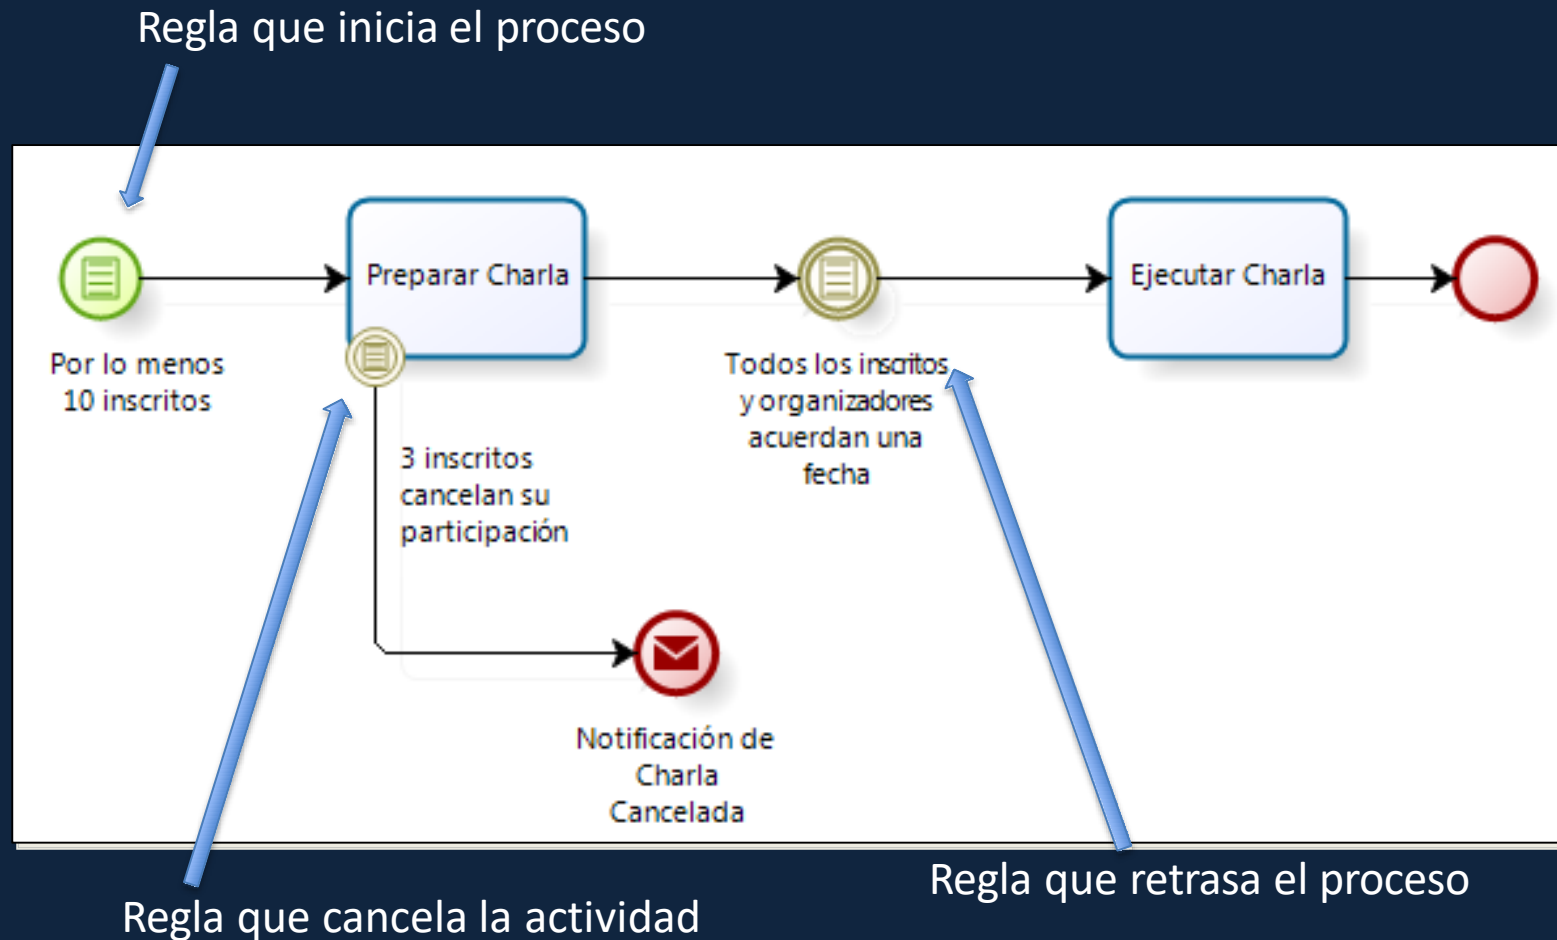 Regla que inicia el proceso
Por lo menos
10 inscritos
Preparar Charla
3 inscritos
cancelan su
participación
Notificación de
Charla
Cancelada
Todos los inscritos
y organizadores
acuerdan una
fecha
Ejecutar Charla
Regla que cancela la actividad
Regla que retrasa el proceso